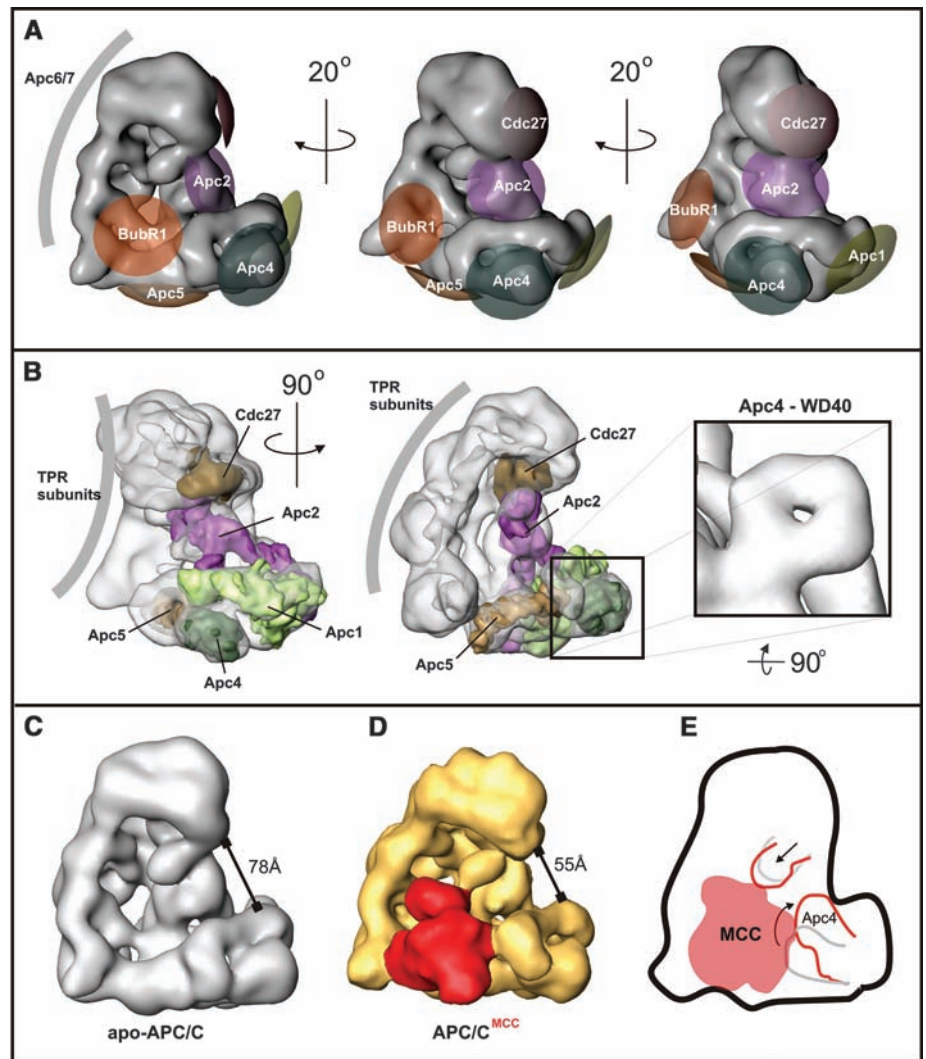 A
Apc6/7
20°
20°
Cdc27
Cdc27
Apc2
Apc2
Apc2
BubR1
BubR1
BubR1
Apc4
Apc1
Apc5
Apc5
Apc4
Apc4
B
90°
TPR
subunits
Cdc27
TPR
subunits
Apc2
Apc5
Apc1
Apc4
Cdc27
Apc2
Apc5
Apc4 - WD40
90°
C
78Å
apo-APC/C
D
55Å
APC/C MCC
E
MCC
Apc4